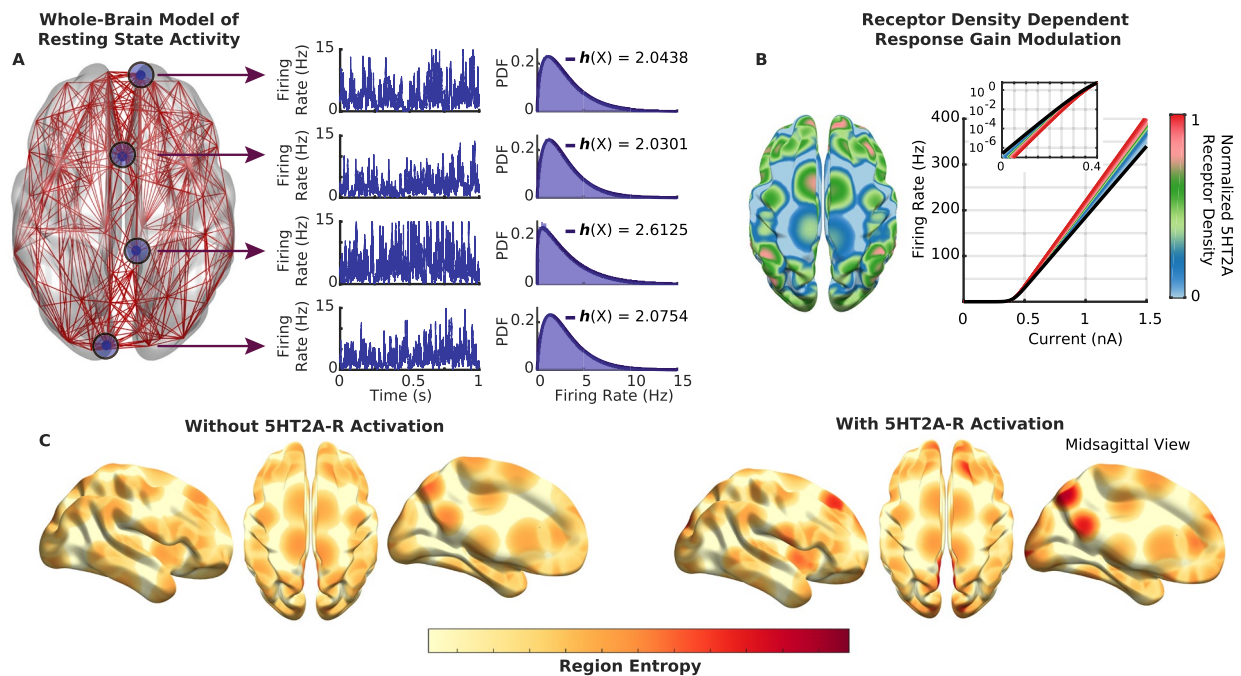 Whole-Brain Model of
Resting State Activity
A
Firing
Rate (Hz)
15
0
PDF
0.2
0
h(X) = 2.0438
Firing
Rate (Hz)
15
0
PDF
0.2
0
h(X) = 2.0301
Firing
Rate (Hz)
15
0
PDF
0.2
0
h(X) = 2.6125
Firing
Rate (Hz)
15
0
PDF
0.2
0
h(X) = 2.0754
0 0.5 1
Time (s)
0 5 10 15
Firing Rate (Hz)
Receptor Density Dependent
Response Gain Modulation
B
10^0
10^-2
10^-4
10^-6
0 0.4
Firing Rate (Hz)
400
300
200
100
0 0.5 1 1.5
Current (nA)
1
0
Normalized 5HT2A
Receptor Density
C
Without 5HT2A-R Activation
With 5HT2A-R Activation
Midsagittal View
Region Entropy